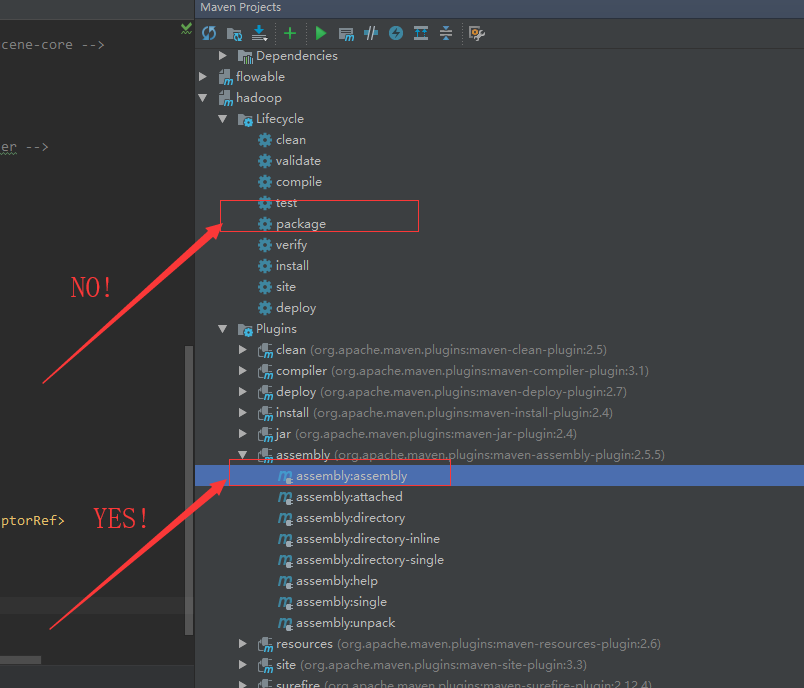 Maven Projects
cene-core -->
Dependencies
flowable
hadoop
Lifecycle
clean
er -->
validate
compile
test
package
verify
install
NO!
site
deploy
Plugins
clean (org.apache.maven.plugins:maven-clean-plugin:2.5)
compiler (org.apache.maven.plugins:maven-compiler-plugin:3.1)
deploy (org.apache.maven.plugins:maven-deploy-plugin:2.7)
install (org.apache.maven.plugins:maven-install-plugin:2.4)
jar (org.apache.maven.plugins:maven-jar-plugin:2.4)
assembly (org.apache.maven.plugins:maven-assembly-plugin:2.5.5)
assembly:assembly
assembly:attached
ptorRef>
YES!
assembly:directory
assembly:directory-inline
assembly:directory-single
assembly:help
assembly:single
assembly:unpack
resources (org.apache.maven.plugins:maven-resources-plugin:2.6)
site (org.apache.maven.plugins:maven-site-plugin:3.3)
surefire (org.apache.maven.plugins:maven-surefire-plugin:2.12.4)